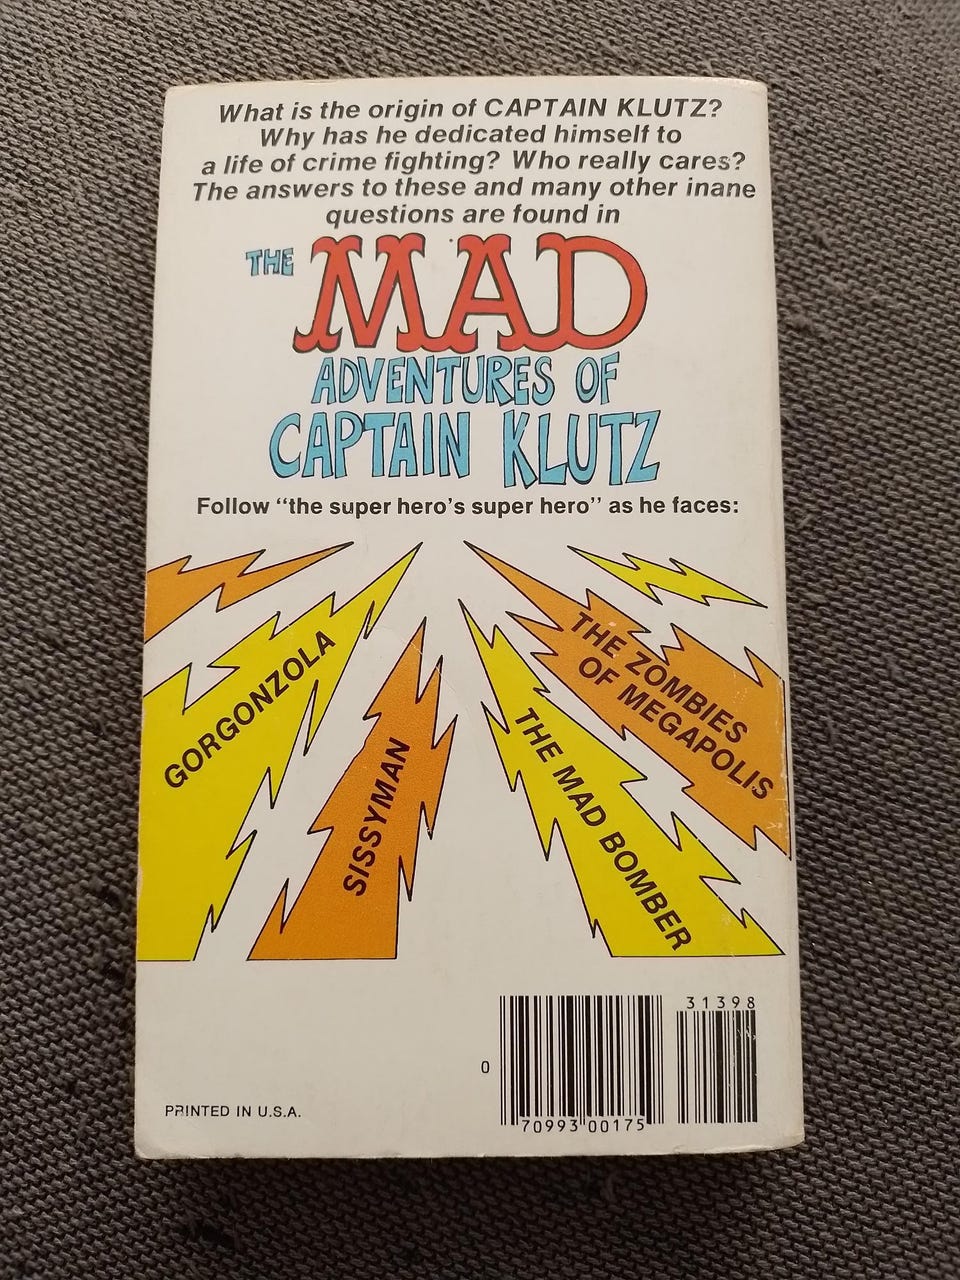 What is the origin of CAPTAIN KLUTZ?
Why has he dedicated himself to
a life of crime fighting? Who really cares?
The answers to these and many other inane
questions are found in
THE MAD
ADVENTURES OF
CAPTAIN KLUTZ
Follow "the super hero's super hero" as he faces:
GORGONZOLA
SISSYMAN
THE MAD BOMBER
THE ZOMBIES
OF MEGAPOLIS
31398
0
70993 00175
PRINTED IN U.S.A.